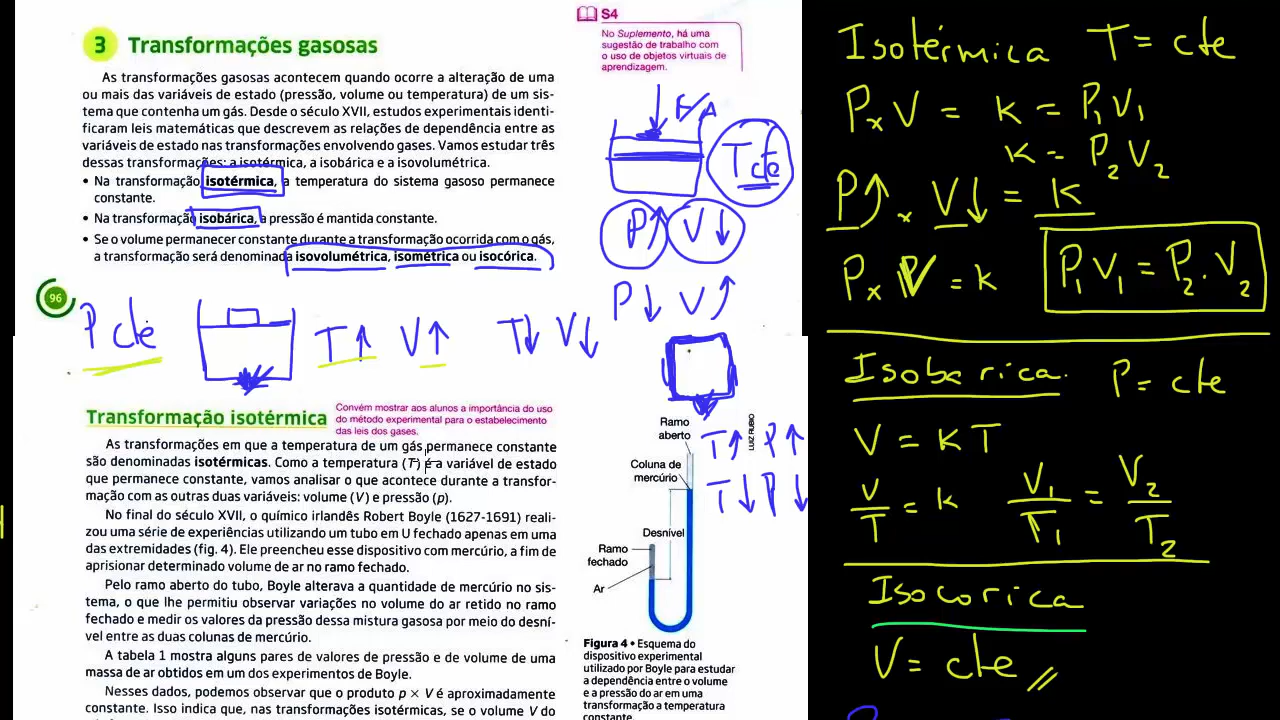 3 Transformações gasosas
As transformações gasosas acontecem quando ocorre a alteração de uma
ou mais das variáveis de estado (pressão, volume ou temperatura) de um sis-
tema que contenha um gás. Desde o século XVII, estudos experimentais identi-
ficaram leis matemáticas que descrevem as relações de dependência entre as
variáveis de estado nas transformações envolvendo gases. Vamos estudar três
dessas transformações: a isotérmica, a isobárica e a isovolumétrica.
• Na transformação isotérmica, a temperatura do sistema gasoso permanece
constante.
• Na transformação isobárica, a pressão é mantida constante.
• Se o volume permanecer constante durante a transformação ocorrida com o gás,
a transformação será denominada isovolumétrica, isométrica ou isocórica.
96
S4
No Suplemento, há uma
sugestão de trabalho com
o uso de objetos virtuais de
aprendizagem.
F/A
T cte
P↑ V↓
P↓ V↑
P cte
T↑ V↑ T↓ V↓
Transformação isotérmica
Convém mostrar aos alunos a importância do uso
do método experimental para o estabelecimento
das leis dos gases.
As transformações em que a temperatura de um gás permanece constante
são denominadas isotérmicas. Como a temperatura (T) é a variável de estado
que permanece constante, vamos analisar o que acontece durante a transfor-
mação com as outras duas variáveis: volume (V) e pressão (p).
No final do século XVII, o químico irlandês Robert Boyle (1627-1691) reali-
zou uma série de experiências utilizando um tubo em U fechado apenas em uma
das extremidades (fig. 4). Ele preencheu esse dispositivo com mercúrio, a fim de
aprisionar determinado volume de ar no ramo fechado.
Pelo ramo aberto do tubo, Boyle alterava a quantidade de mercúrio no sis-
tema, o que lhe permitiu observar variações no volume do ar retido no ramo
fechado e medir os valores da pressão dessa mistura gasosa por meio do desní-
vel entre as duas colunas de mercúrio.
A tabela 1 mostra alguns pares de valores de pressão e de volume de uma
massa de ar obtidos em um dos experimentos de Boyle.
Nesses dados, podemos observar que o produto p × V é aproximadamente
constante. Isso indica que, nas transformações isotérmicas, se o volume V do
Ramo
aberto
Coluna de
mercúrio
Desnível
Ramo
fechado
Ar
LUIZ RUBIO
T↑ P↑
T↓ P↓
Figura 4 • Esquema do
dispositivo experimental
utilizado por Boyle para estudar
a dependência entre o volume
e a pressão do ar em uma
transformação a temperatura
constante.
Isotérmica T = cte
P x V = K = P₁V₁
K = P₂V₂
P↑ x V↓ = K
P x V = K
P₁V₁ = P₂.V₂
Isobarica. P = cte
V = KT
V/T = K V₁/T₁ = V₂/T₂
Isocorica
V = cte